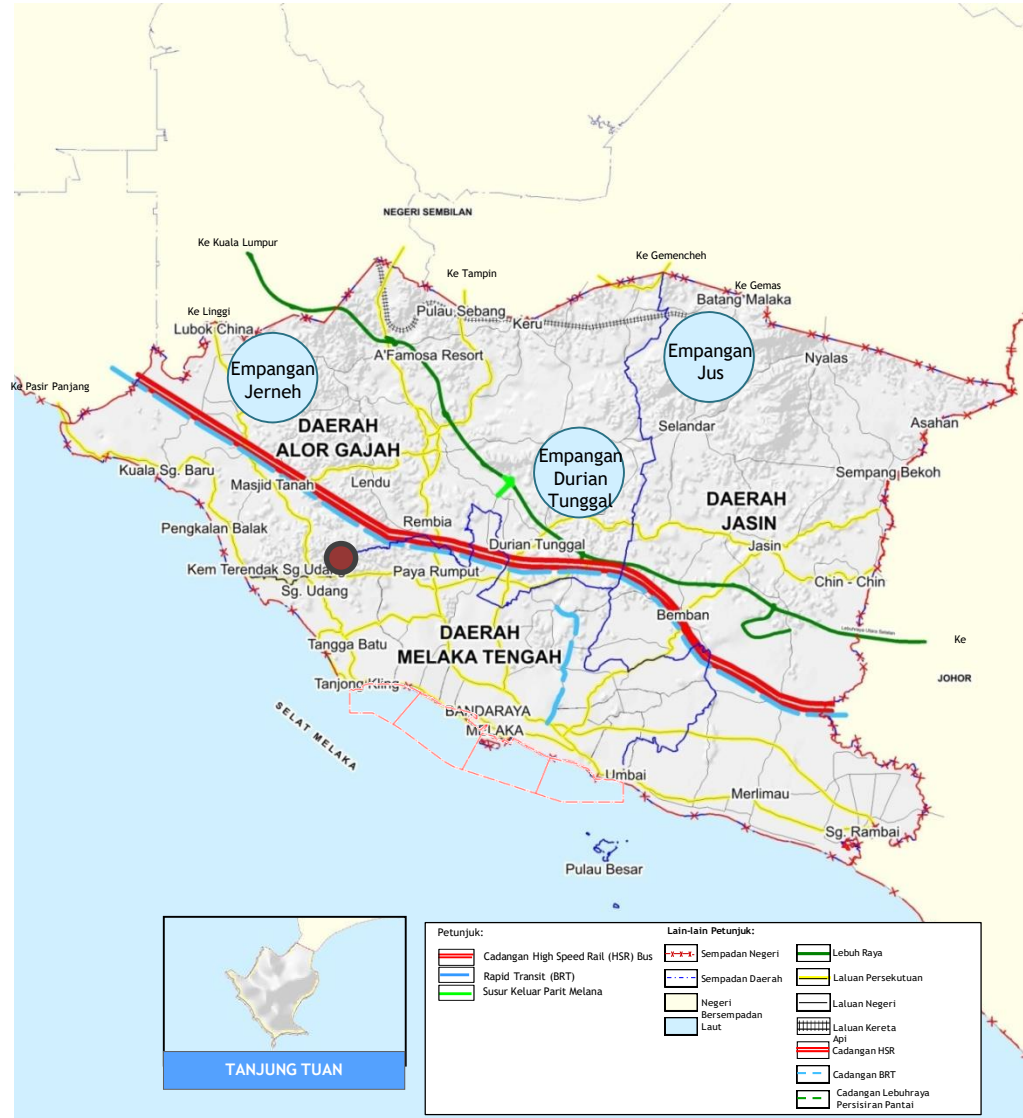 NEGERI SEMBILAN
Ke Kuala Lumpur
Ke Gemencheh
Ke Tampin
Ke Gemas
Batang Malaka
Ke Linggi
Pulau Sebang
Lubok China
Keru
A'Famosa Resort
Nyalas
Empangan
Jus
Empangan
Jerneh
Ke Pasir Panjang
DAERAH
ALOR GAJAH
Selandar
Asahan
Empangan
Durian
Tunggal
Kuala Sg. Baru
Masjid Tanah
Lendu
Sempang Bekoh
DAERAH
JASIN
Pengkalan Balak
Rembia
Durian Tunggal
Jasin
Kem Terendak Sg Udang
Paya Rumput
Chin - Chin
Sg. Udang
Bemban
Lebuhraya Utara Selatan
Ke
DAERAH
MELAKA TENGAH
Tangga Batu
JOHOR
Tanjong Kling
BANDARAYA
MELAKA
SELAT MELAKA
Umbai
Merlimau
Sg. Rambai
Pulau Besar
TANJUNG TUAN
Petunjuk:
Cadangan High Speed Rail (HSR) Bus
Rapid Transit (BRT)
Susur Keluar Parit Melana
Lain-lain Petunjuk:
Sempadan Negeri
Sempadan Daerah
Negeri
Bersempadan
Laut
Lebuh Raya
Laluan Persekutuan
Laluan Negeri
Laluan Kereta
Api
Cadangan HSR
Cadangan BRT
Cadangan Lebuhraya
Persisiran Pantai